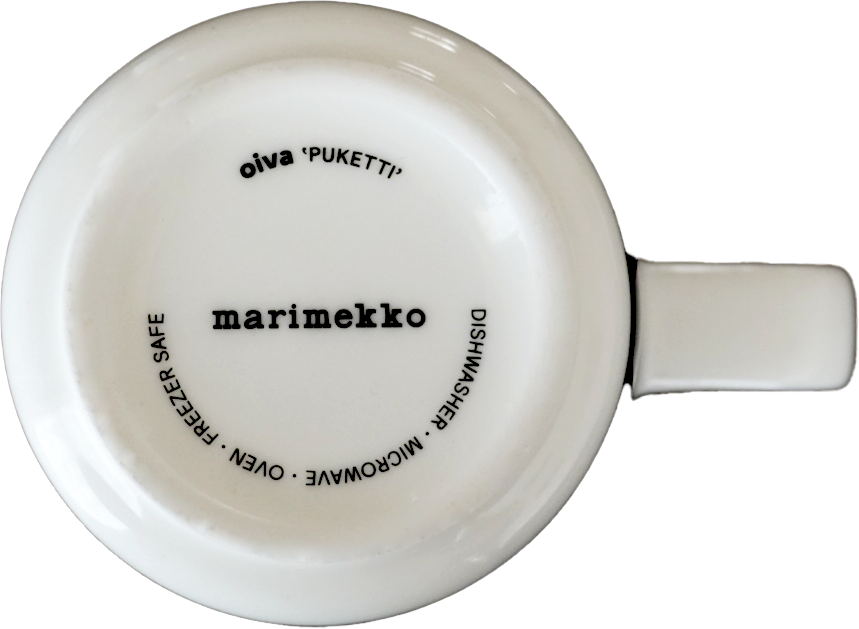 oiva 'PUKETTI'
marimekko
DISHWASHER · MICROWAVE · OVEN · FREEZER SAFE